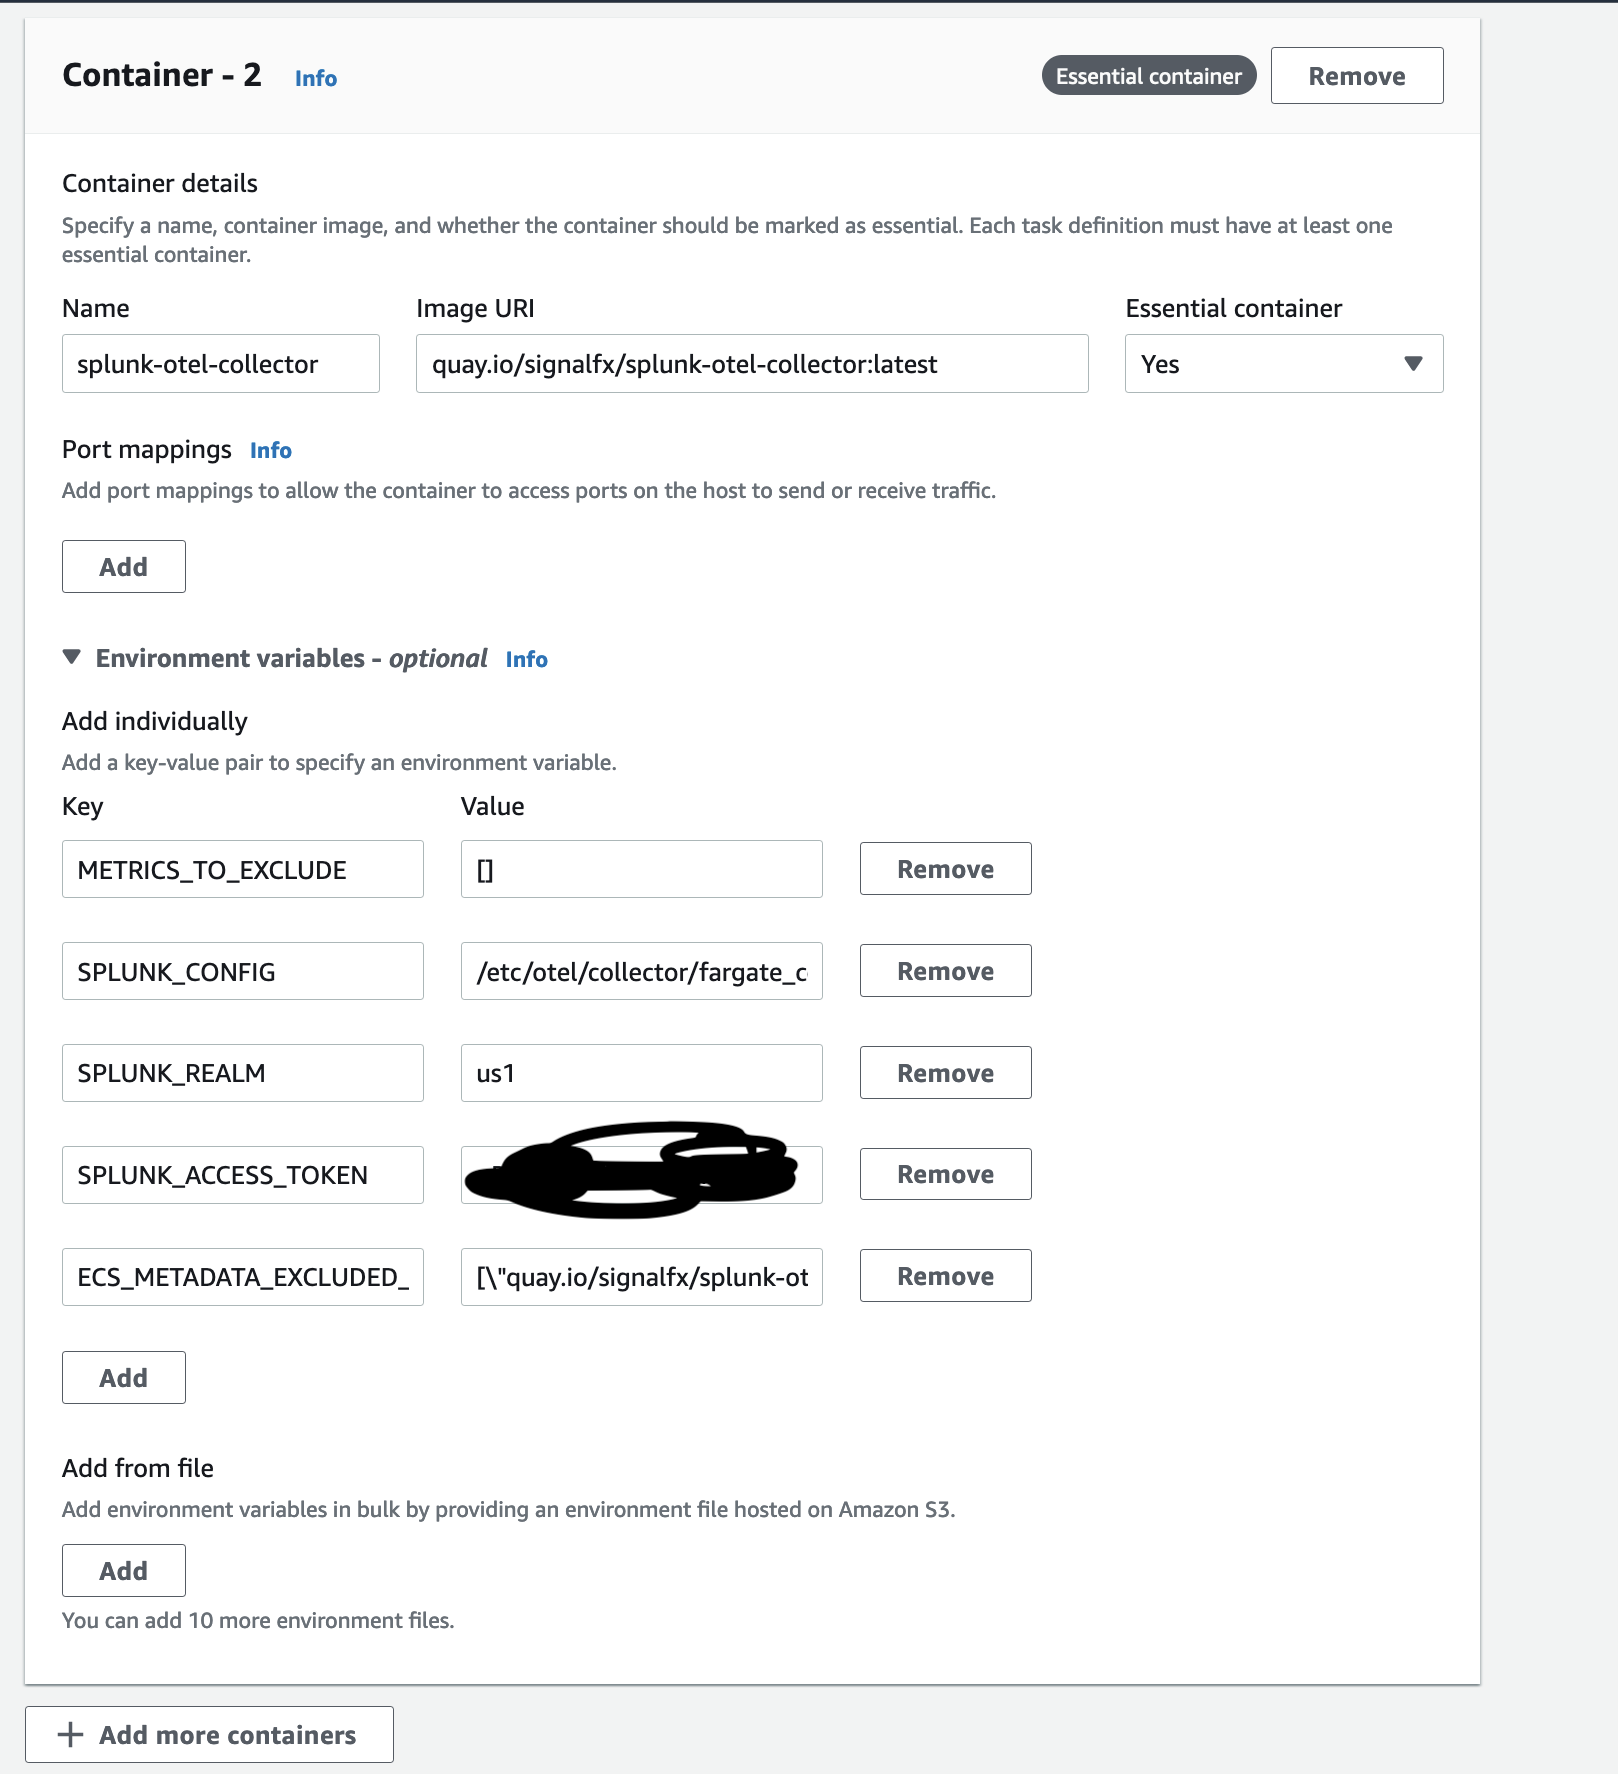 Container - 2 Info Essential container Remove
Container details
Specify a name, container image, and whether the container should be marked as essential. Each task definition must have at least one
essential container.
Name Image URI Essential container
splunk-otel-collector quay.io/signalfx/splunk-otel-collector:latest Yes
Port mappings Info
Add port mappings to allow the container to access ports on the host to send or receive traffic.
Add
Environment variables - optional Info
Add individually
Add a key-value pair to specify an environment variable.
Key Value
METRICS_TO_EXCLUDE [] Remove
SPLUNK_CONFIG /etc/otel/collector/fargate_c Remove
SPLUNK_REALM us1 Remove
SPLUNK_ACCESS_TOKEN Remove
ECS_METADATA_EXCLUDED_ [\"quay.io/signalfx/splunk-ot Remove
Add
Add from file
Add environment variables in bulk by providing an environment file hosted on Amazon S3.
Add
You can add 10 more environment files.
Add more containers